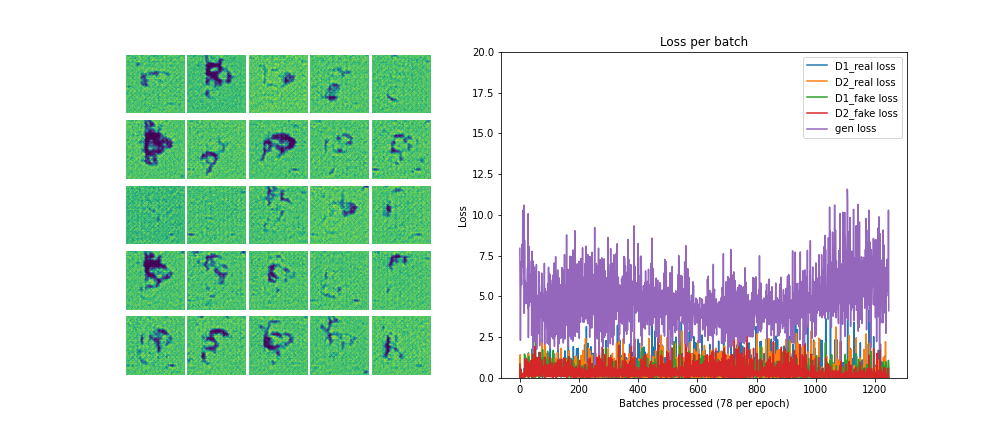 Loss per batch
20.0
17.5
15.0
12.5
10.0
7.5
5.0
2.5
0.0
Loss
D1_real loss
D2_real loss
D1_fake loss
D2_fake loss
gen loss
0 200 400 600 800 1000 1200
Batches processed (78 per epoch)